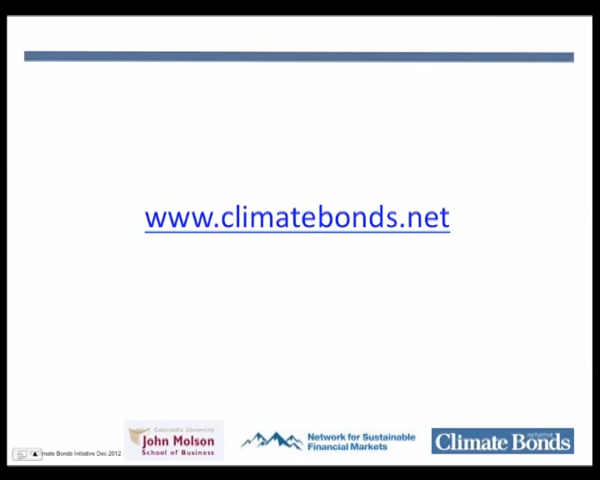 www.climatebonds.net
mate Bonds Initiative Dec 2012
Concordia University
John Molson
School of Business
Network for Sustainable
Financial Markets
INITIATIVE
Climate Bonds